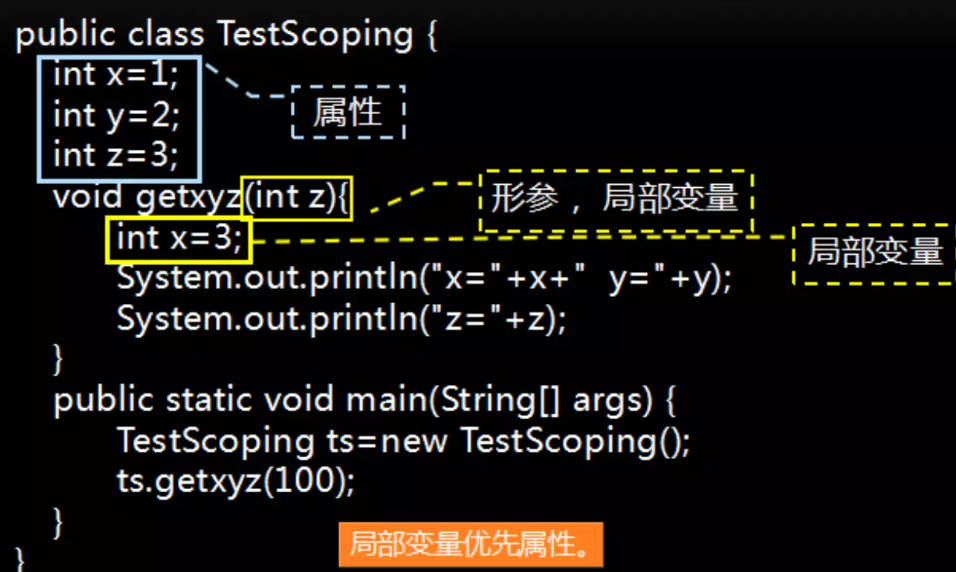 public class TestScoping {
int x=1;
int y=2;
int z=3;
属性
void getxyz(int z){
形参，局部变量
int x=3;
局部变量
System.out.println("x="+x+"  y="+y);
System.out.println("z="+z);
}
public static void main(String[] args) {
TestScoping ts=new TestScoping();
ts.getxyz(100);
}
局部变量优先属性。
}